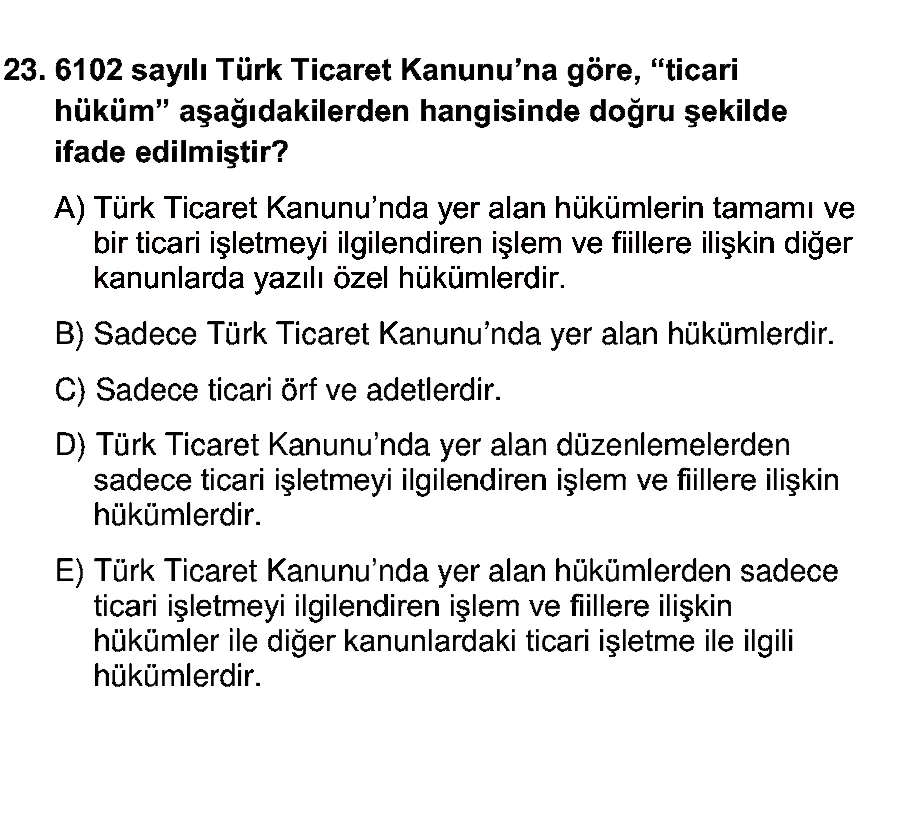 23. 6102 sayılı Türk Ticaret Kanunu’na göre, “ticari
hüküm” aşağıdakilerden hangisinde doğru şekilde
ifade edilmiştir?
A) Türk Ticaret Kanunu’nda yer alan hükümlerin tamamı ve
bir ticari işletmeyi ilgilendiren işlem ve fiillere ilişkin diğer
kanunlarda yazılı özel hükümlerdir.
B) Sadece Türk Ticaret Kanunu’nda yer alan hükümlerdir.
C) Sadece ticari örf ve adetlerdir.
D) Türk Ticaret Kanunu’nda yer alan düzenlemelerden
sadece ticari işletmeyi ilgilendiren işlem ve fiillere ilişkin
hükümlerdir.
E) Türk Ticaret Kanunu’nda yer alan hükümlerden sadece
ticari işletmeyi ilgilendiren işlem ve fiillere ilişkin
hükümler ile diğer kanunlardaki ticari işletme ile ilgili
hükümlerdir.